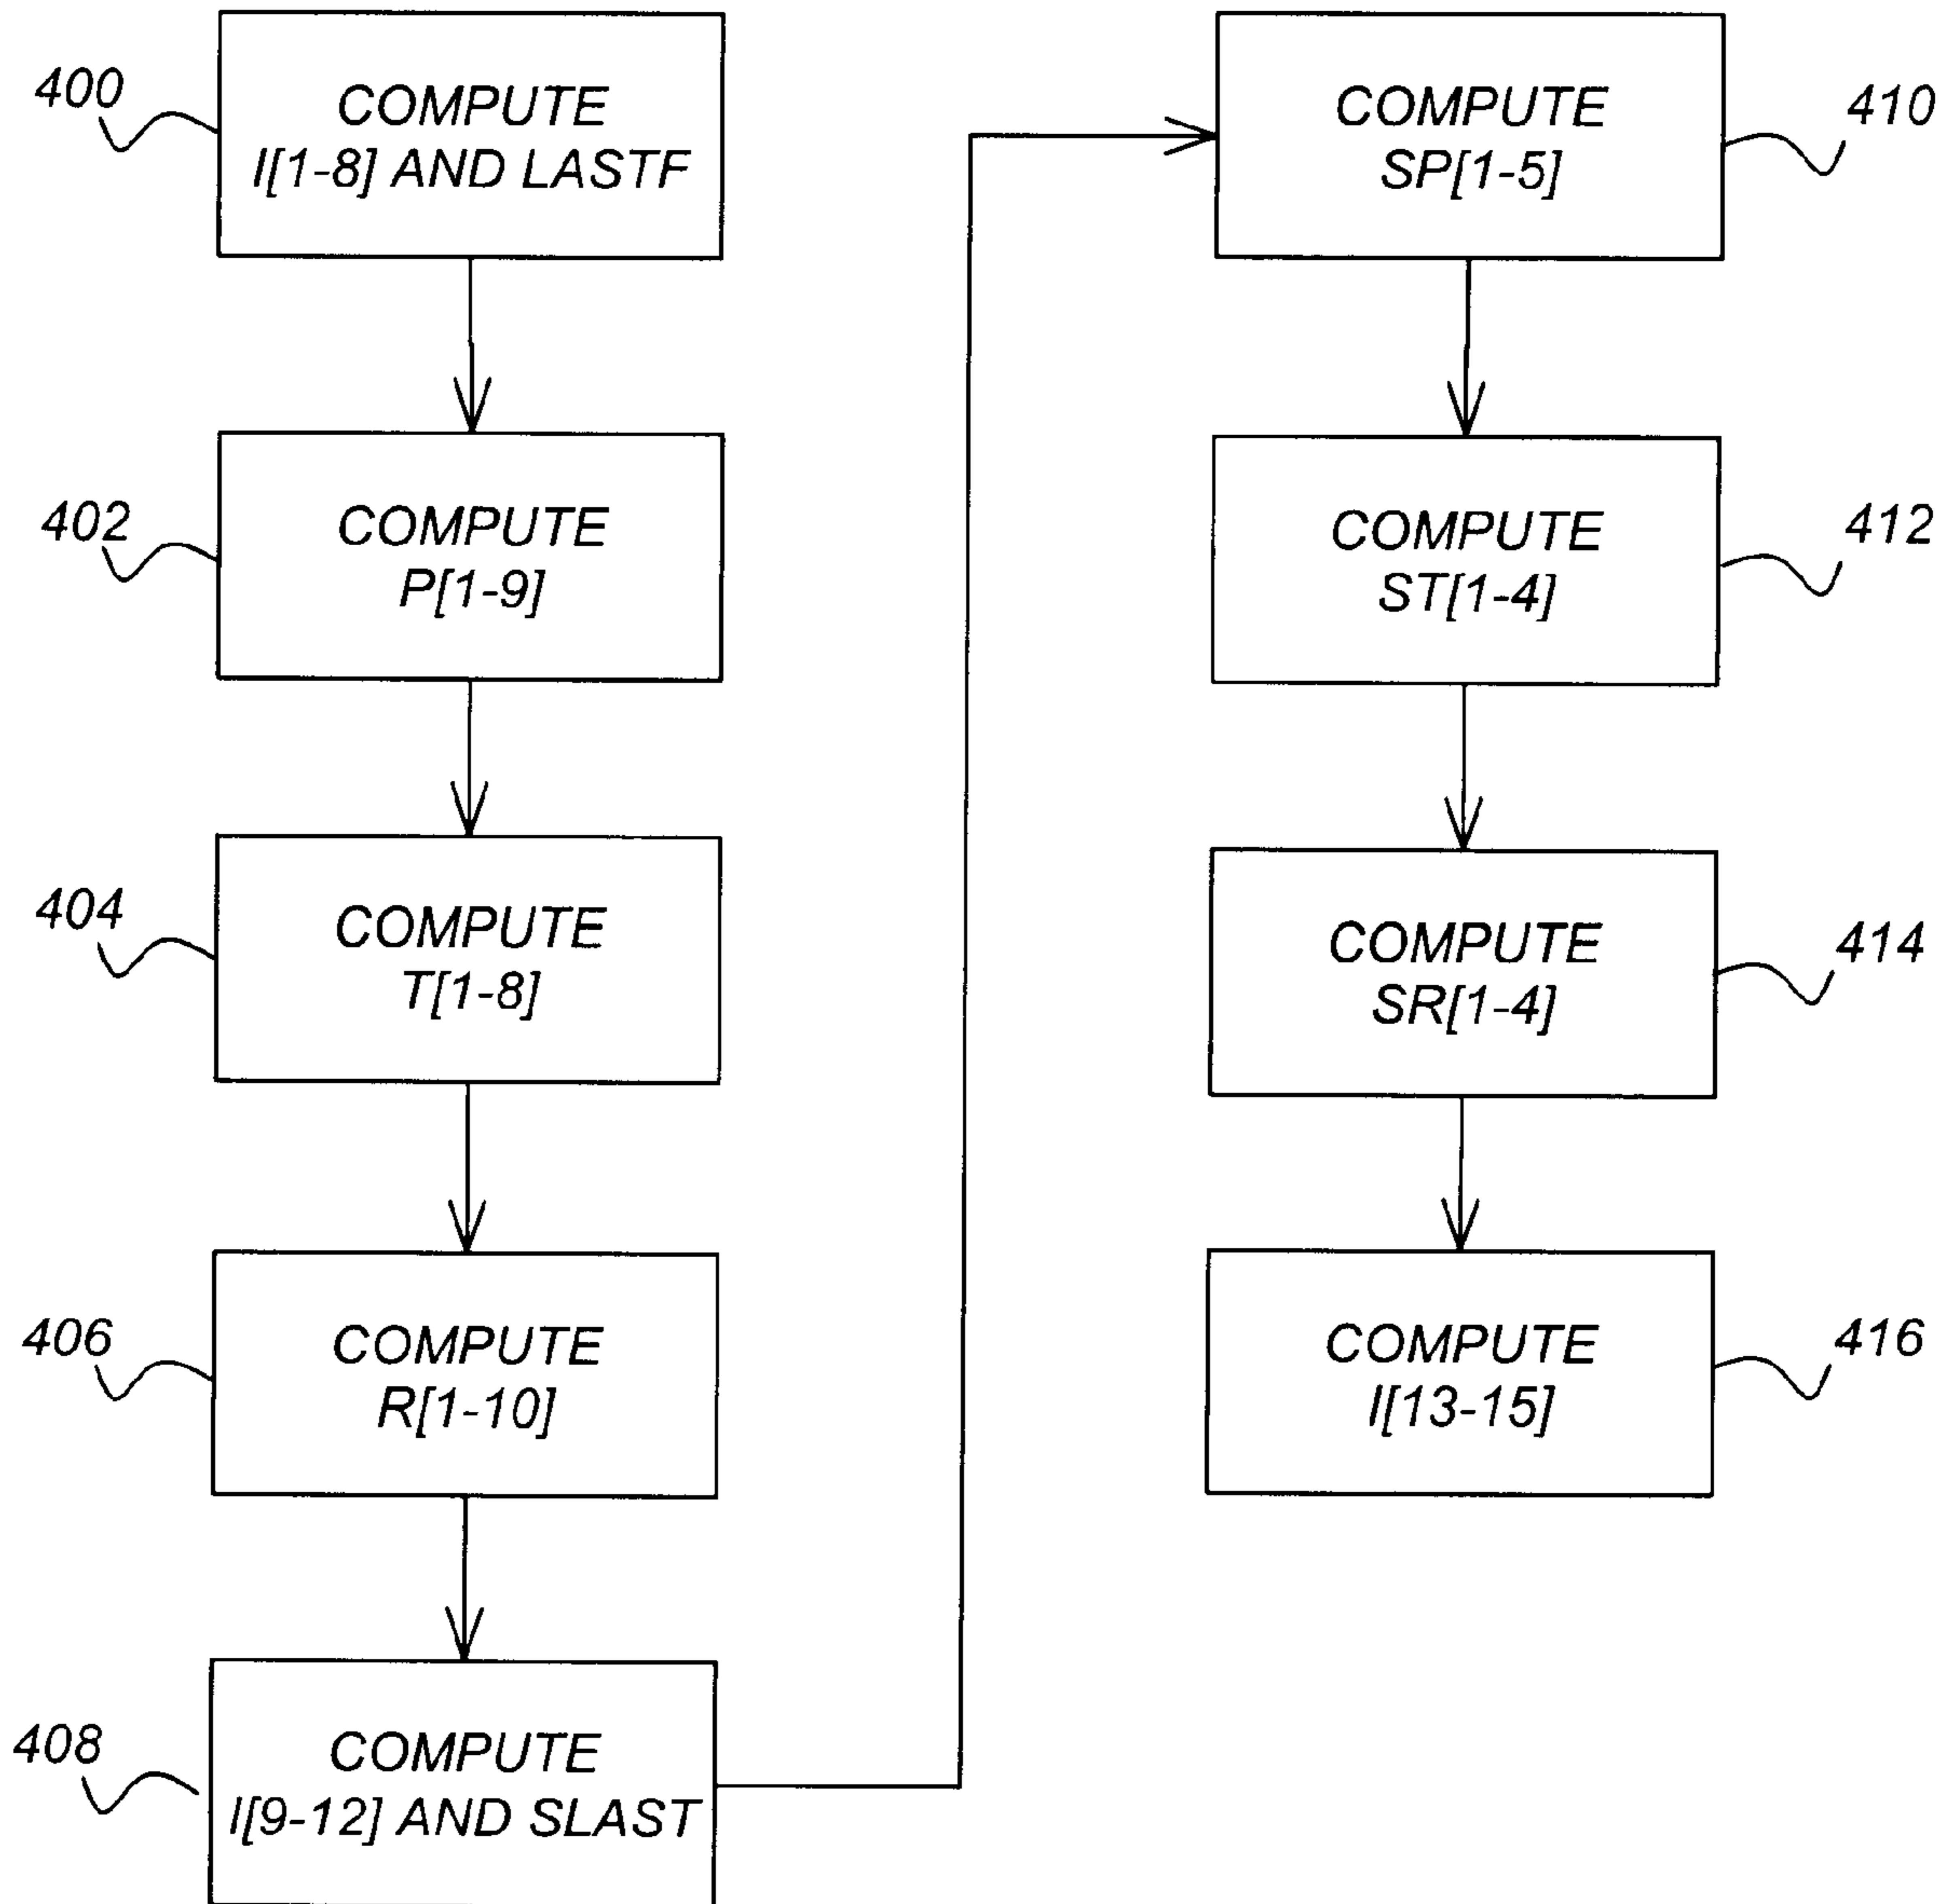 400
COMPUTE
I[1-8] AND LASTF
402
COMPUTE
P[1-9]
404
COMPUTE
T[1-8]
406
COMPUTE
R[1-10]
408
COMPUTE
I[9-12] AND SLAST
COMPUTE
SP[1-5]
410
COMPUTE
ST[1-4]
412
COMPUTE
SR[1-4]
414
COMPUTE
I[13-15]
416